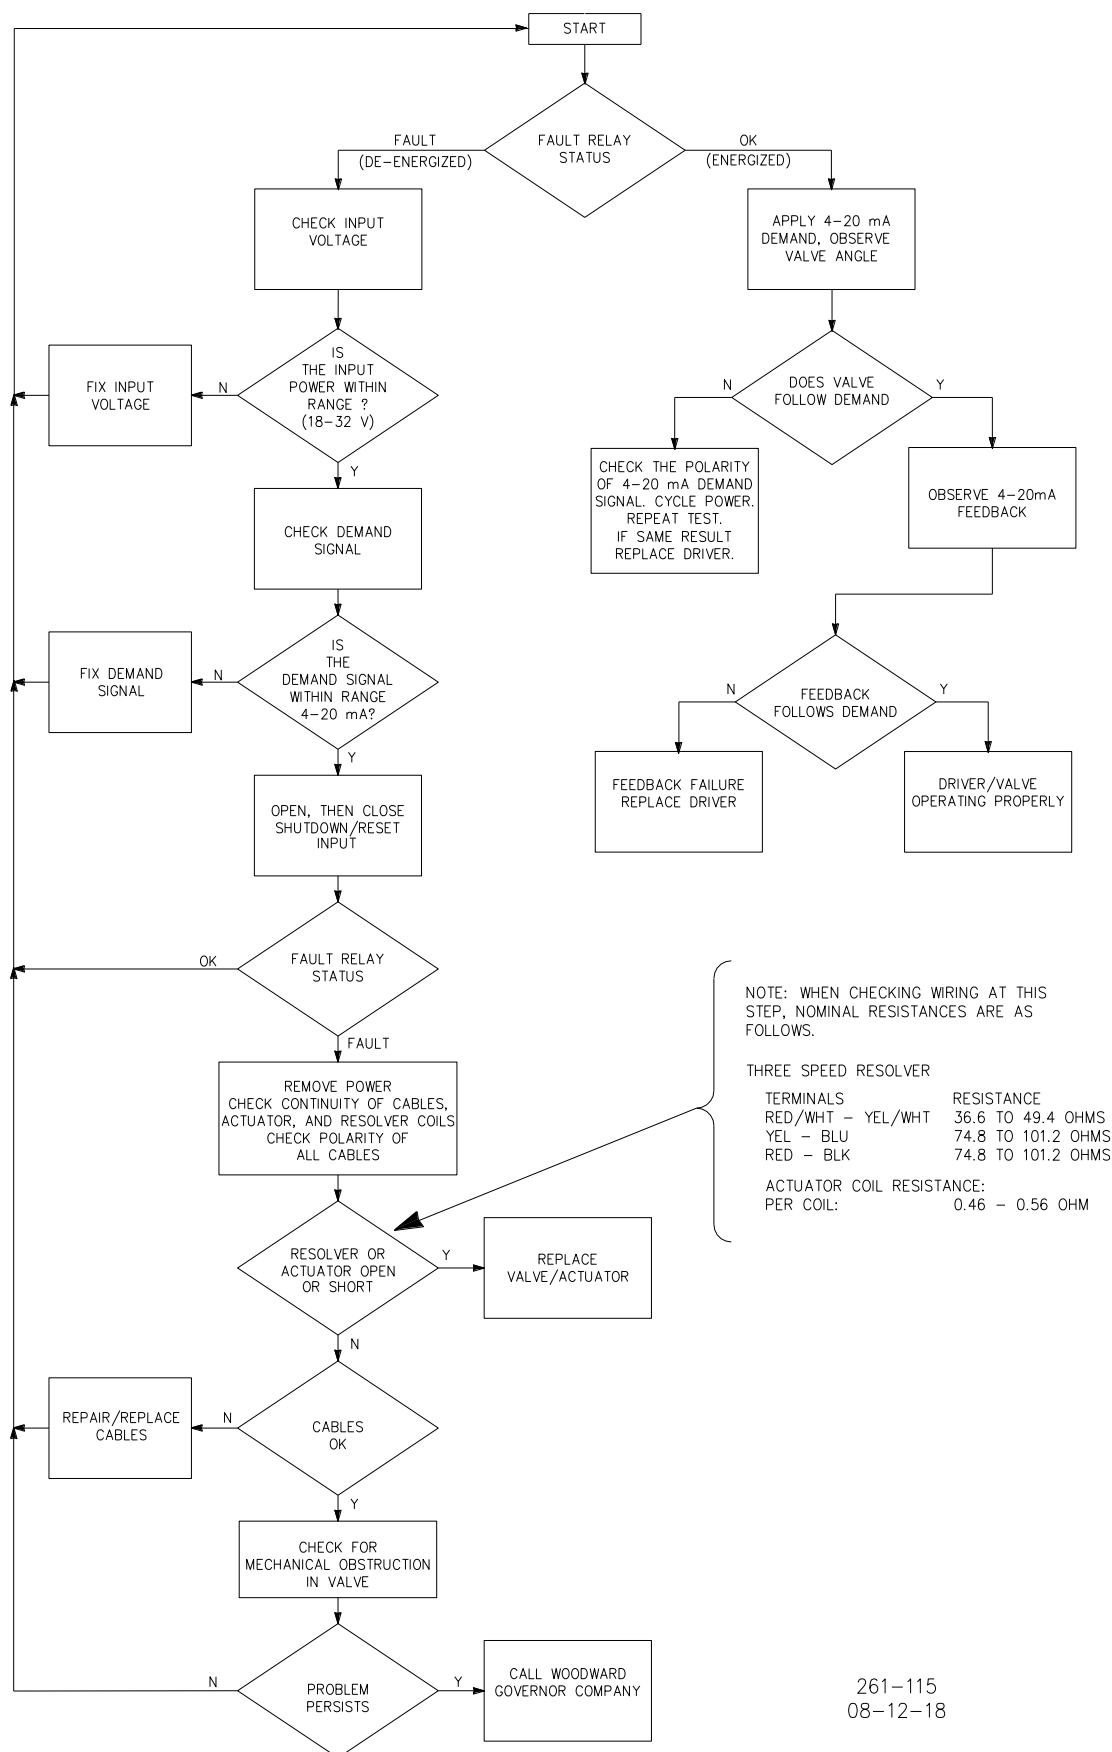 START
FAULT RELAY
STATUS
FAULT
(DE-ENERGIZED)
OK
(ENERGIZED)
CHECK INPUT
VOLTAGE
APPLY 4-20 mA
DEMAND, OBSERVE
VALVE ANGLE
IS
THE INPUT
POWER WITHIN
RANGE ?
(18-32 V)
N
FIX INPUT
VOLTAGE
Y
DOES VALVE
FOLLOW DEMAND
N
Y
CHECK THE POLARITY
OF 4-20 mA DEMAND
SIGNAL. CYCLE POWER.
REPEAT TEST.
IF SAME RESULT
REPLACE DRIVER.
OBSERVE 4-20mA
FEEDBACK
CHECK DEMAND
SIGNAL
IS
THE
DEMAND SIGNAL
WITHIN RANGE
4-20 mA?
N
FIX DEMAND
SIGNAL
Y
FEEDBACK
FOLLOWS DEMAND
N
Y
FEEDBACK FAILURE
REPLACE DRIVER
DRIVER/VALVE
OPERATING PROPERLY
OPEN, THEN CLOSE
SHUTDOWN/RESET
INPUT
FAULT RELAY
STATUS
OK
FAULT
REMOVE POWER
CHECK CONTINUITY OF CABLES,
ACTUATOR, AND RESOLVER COILS
CHECK POLARITY OF
ALL CABLES
NOTE: WHEN CHECKING WIRING AT THIS
STEP, NOMINAL RESISTANCES ARE AS
FOLLOWS.
THREE SPEED RESOLVER
TERMINALS RESISTANCE
RED/WHT - YEL/WHT 36.6 TO 49.4 OHMS
YEL - BLU 74.8 TO 101.2 OHMS
RED - BLK 74.8 TO 101.2 OHMS
ACTUATOR COIL RESISTANCE:
PER COIL: 0.46 - 0.56 OHM
RESOLVER OR
ACTUATOR OPEN
OR SHORT
Y
REPLACE
VALVE/ACTUATOR
N
CABLES
OK
N
REPAIR/REPLACE
CABLES
Y
CHECK FOR
MECHANICAL OBSTRUCTION
IN VALVE
PROBLEM
PERSISTS
N
Y
CALL WOODWARD
GOVERNOR COMPANY
261-115
08-12-18